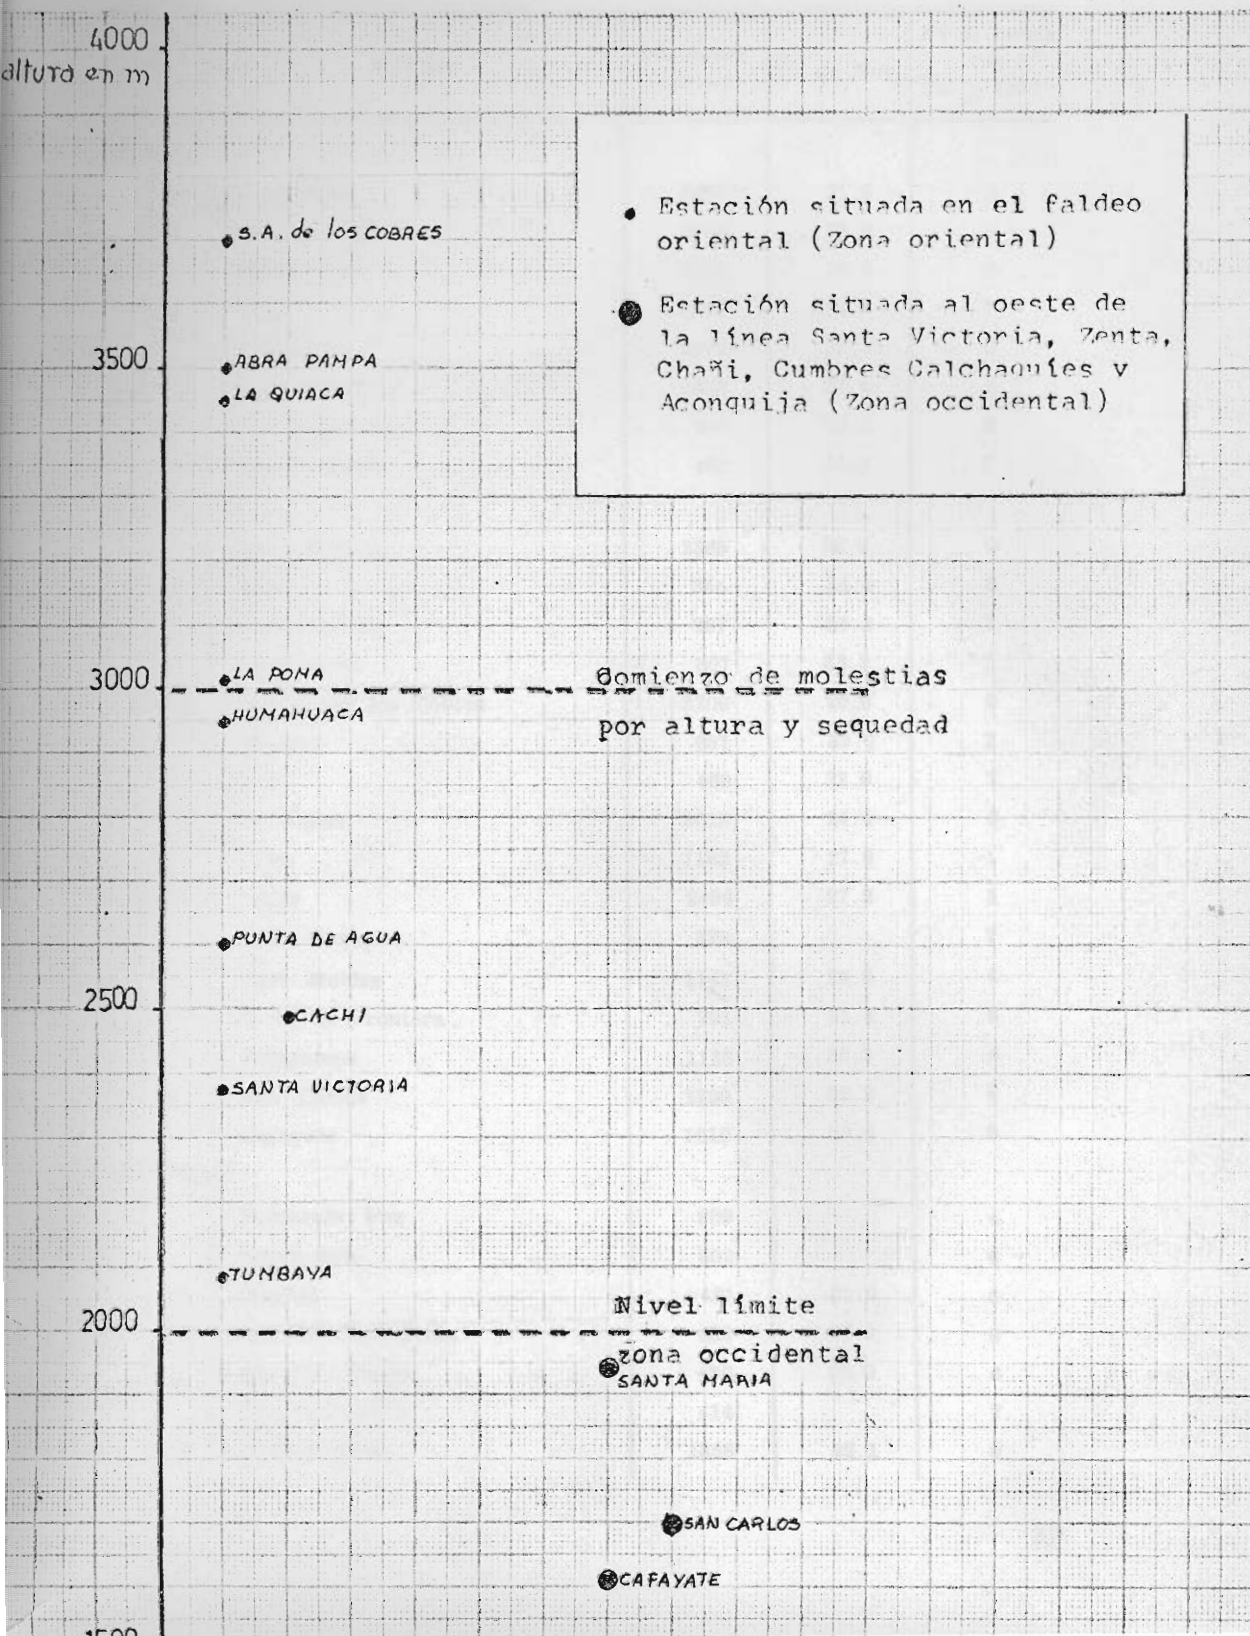 4000
altura en m
Estación situada en el faldeo
oriental (Zona oriental)
S.A. de los COBRES
Estación situada al oeste de
la línea Santa Victoria, Zenta,
Chañi, Cumbres Calchaquíes y
Aconquija (Zona occidental)
3500
ABRA PAMPA
LA QUIACA
3000
LA POMA
Comienzo de molestias
HUMAHUACA
por altura y sequedad
PUNTA DE AGUA
2500
CACHI
SANTA VICTORIA
TUMBAYA
Nivel límite
2000
zona occidental
SANTA MARIA
SAN CARLOS
CAFAYATE
1500